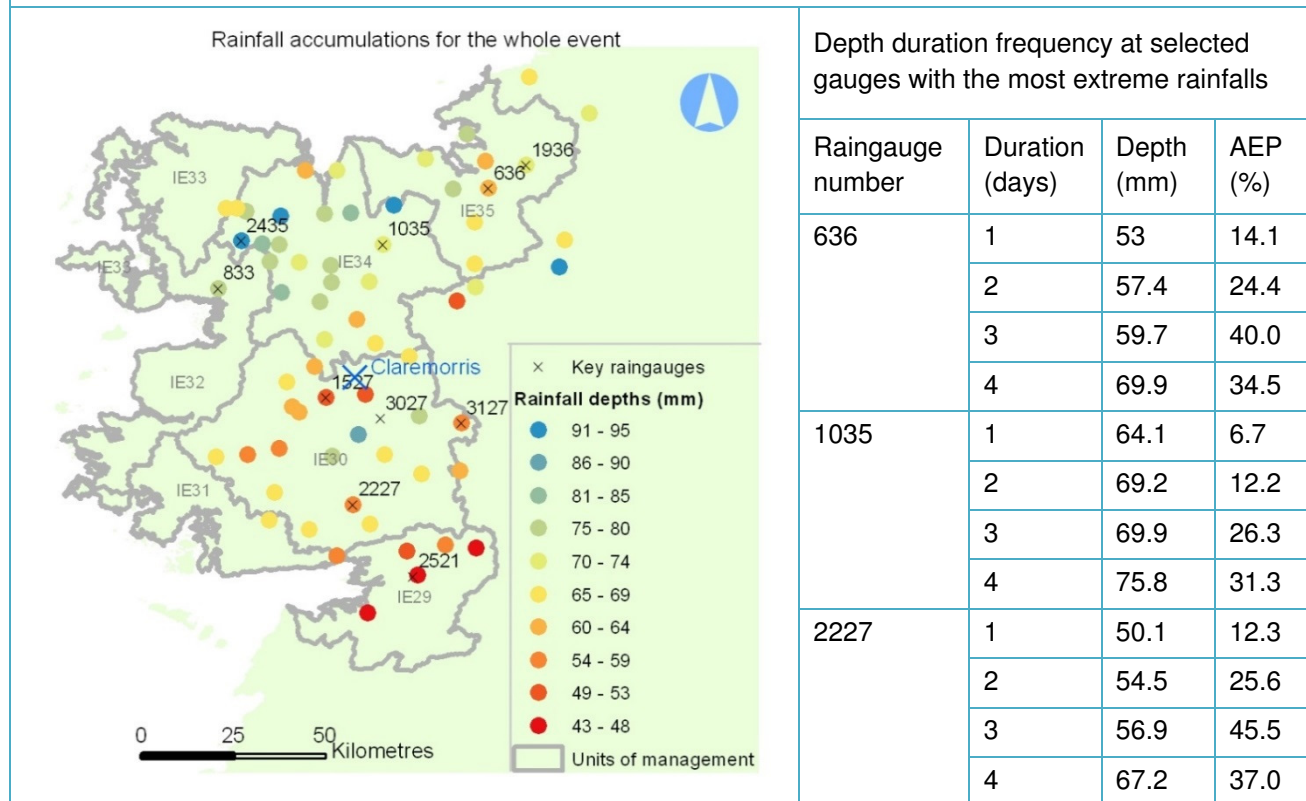 Rainfall accumulations for the whole event
1936
636
IE33
IE35
2435
1035
IE34
IE33
833
Claremorris
IE32
1527
3027
3127
IE30
IE31
2227
2521
IE29
× Key raingauges
Rainfall depths (mm)
91 - 95
86 - 90
81 - 85
75 - 80
70 - 74
65 - 69
60 - 64
54 - 59
49 - 53
43 - 48
Units of management
0 25 50 Kilometres
Depth duration frequency at selected
gauges with the most extreme rainfalls
Raingauge number Duration (days) Depth (mm) AEP (%)
636 1 53 14.1
2 57.4 24.4
3 59.7 40.0
4 69.9 34.5
1035 1 64.1 6.7
2 69.2 12.2
3 69.9 26.3
4 75.8 31.3
2227 1 50.1 12.3
2 54.5 25.6
3 56.9 45.5
4 67.2 37.0